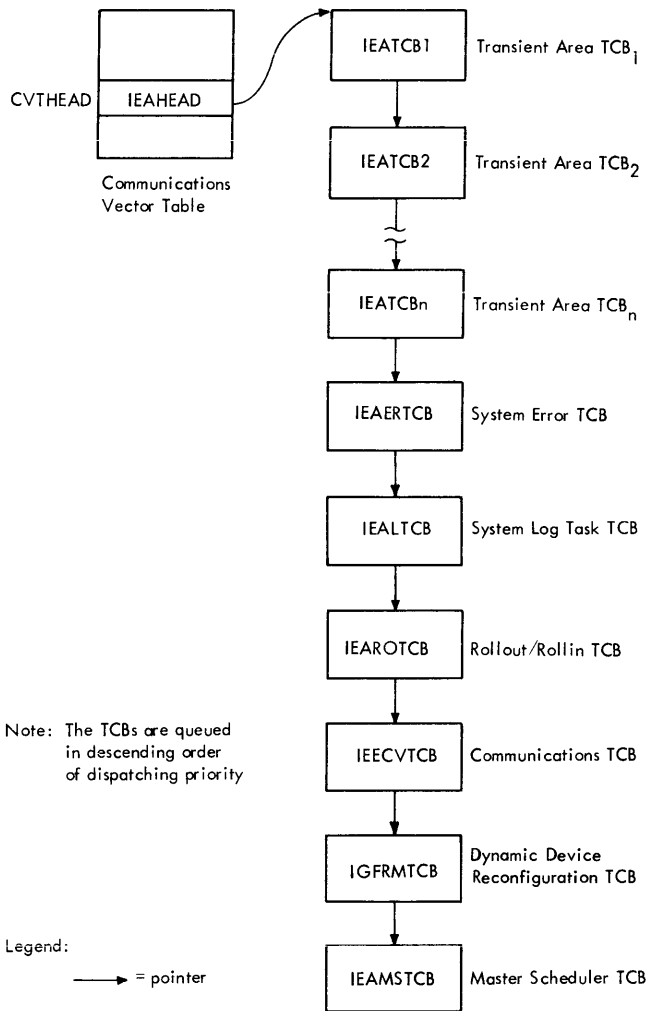 IEATCB1 Transient Area TCB1
CVTHEAD IEAHEAD
IEATCB2 Transient Area TCB2
Communications
Vector Table
IEATCBn Transient Area TCBn
IEAERTCB System Error TCB
IEALTCB System Log Task TCB
IEAROTCB Rollout/Rollin TCB
Note: The TCBs are queued
in descending order
of dispatching priority
IEECVTCB Communications TCB
IGFRMTCB Dynamic Device
Reconfiguration TCB
Legend:
= pointer
IEAMSTCB Master Scheduler TCB